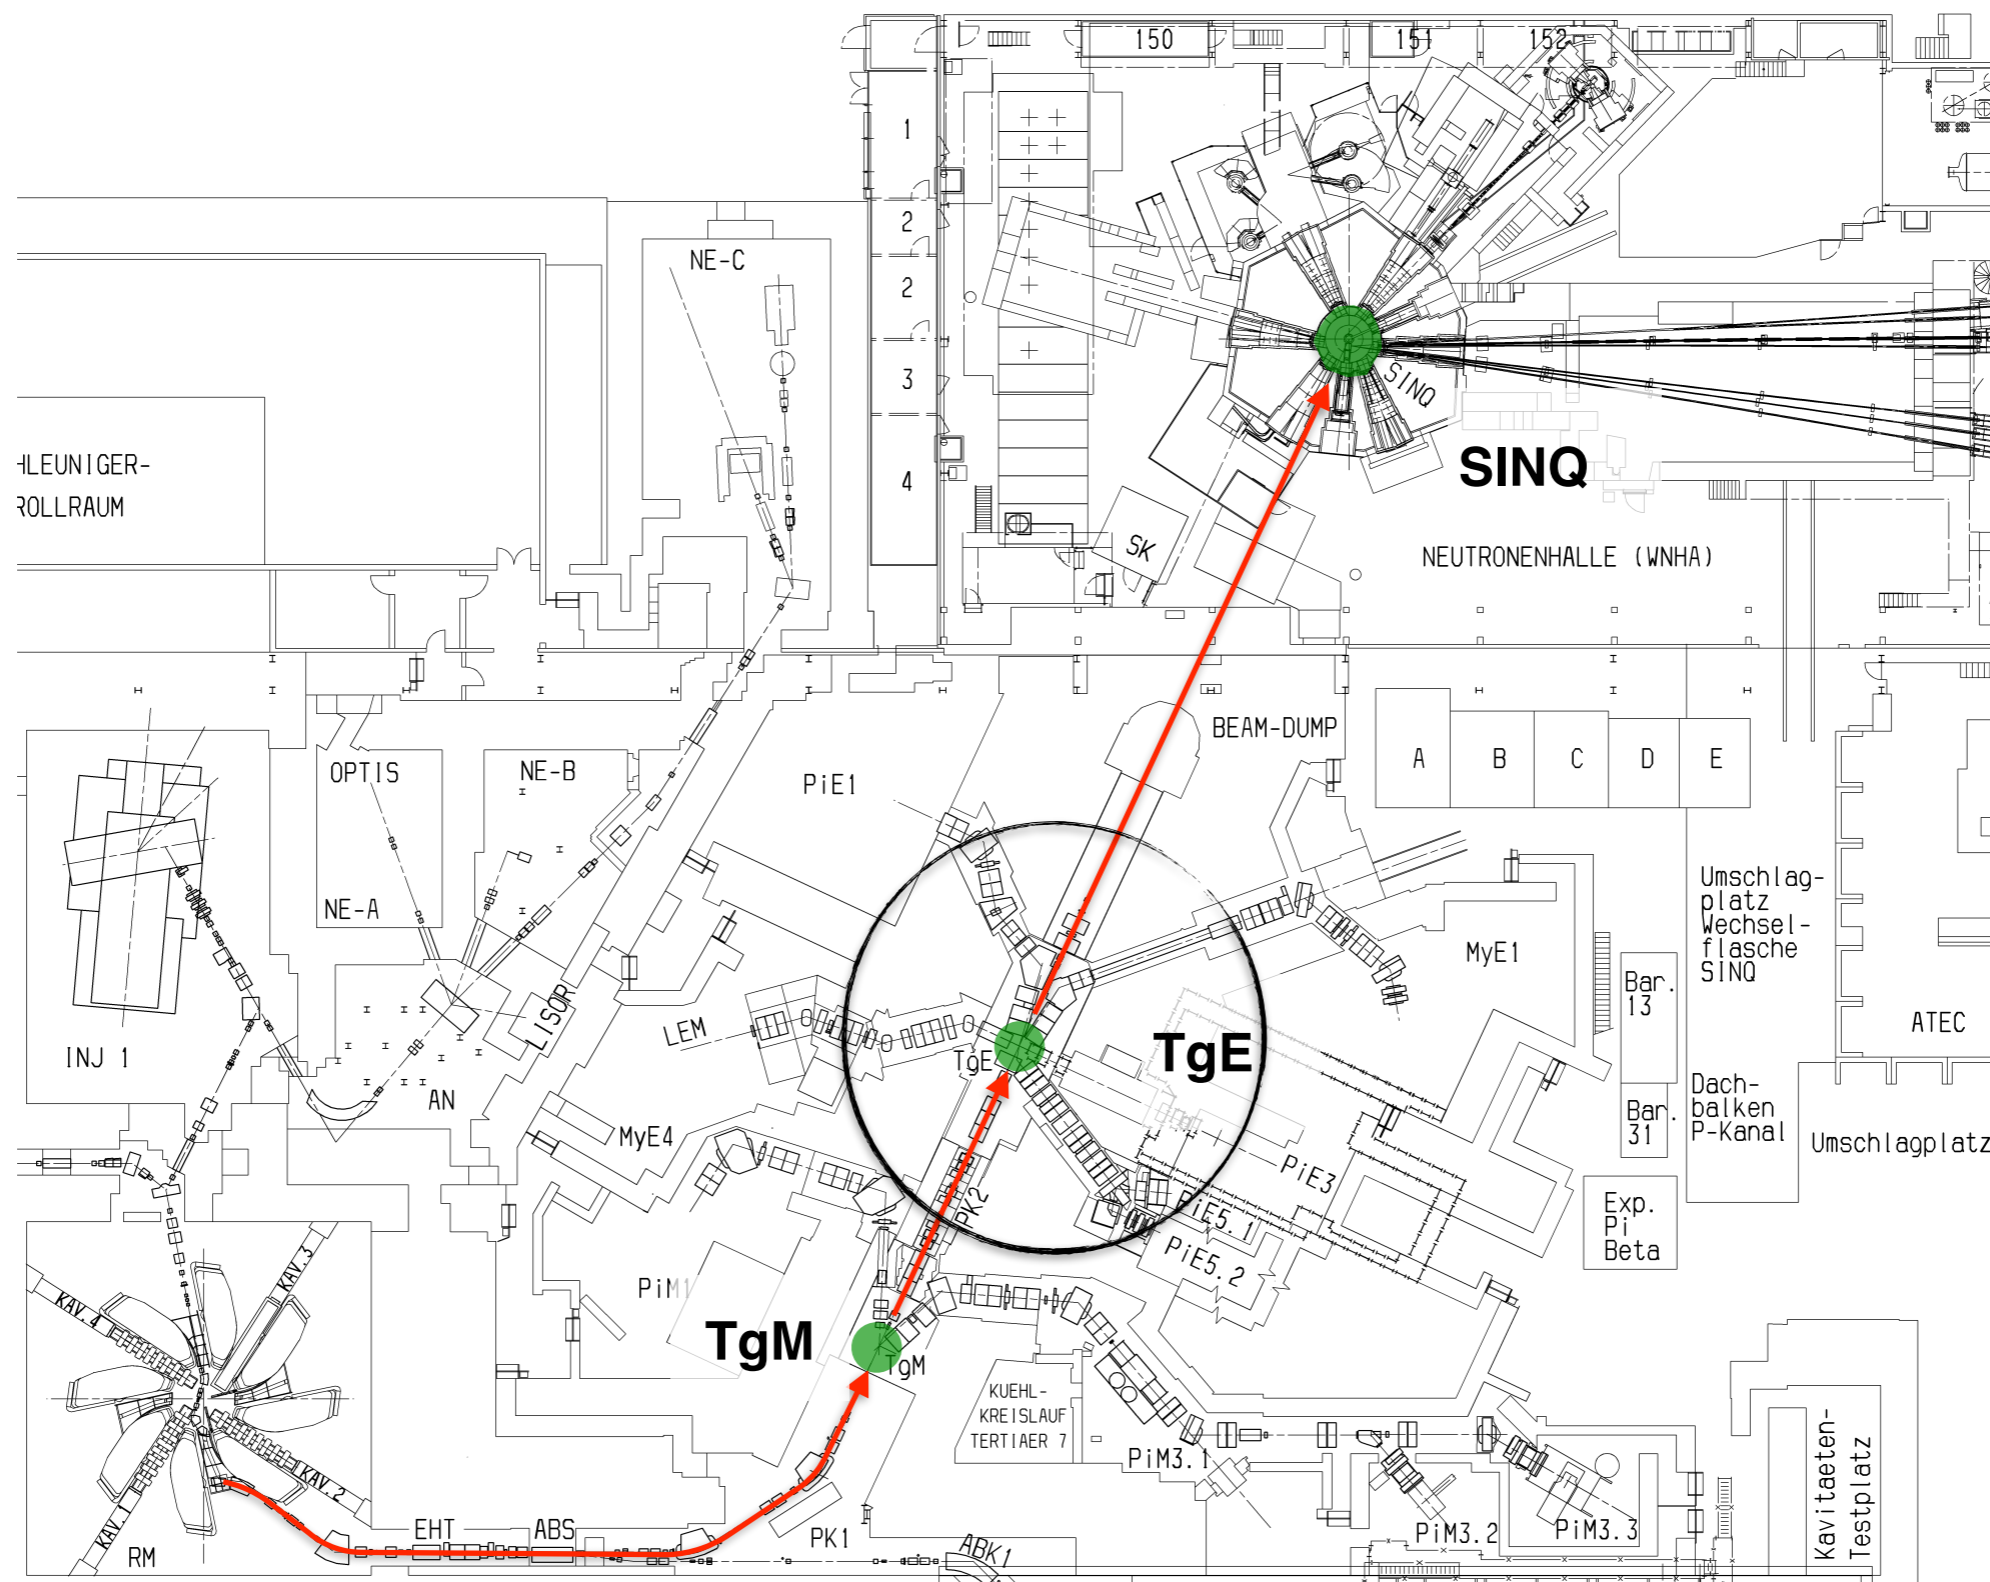 150
151
152
1
2
2
3
4
NE-C
HLEUNIGER-
ROLLRAUM
SINQ
SINQ
SK
NEUTRONENHALLE (WNHA)
BEAM-DUMP
A
B
C
D
E
OPTIS
NE-B
PiE1
NE-A
Umschlag-
platz
Wechsel-
flasche
SINQ
MyE1
Bar.
13
ATEC
LISOR
LEM
INJ 1
TgE
TgE
AN
MyE4
Bar.
31
Dach-
balken
P-Kanal
Umschlagplatz
PiE3
PK2
PiE5.1
PiE5.2
Exp.
Pi
Beta
KAV.3
KAV.4
PiM1
TgM
TgM
KUEHL-
KREISLAUF
TERTIAER 7
PiM3.1
KAV.2
KAV.1
RM
EHT
ABS
PK1
ABK1
PiM3.2
PiM3.3
Kavitaeten-
Testplatz